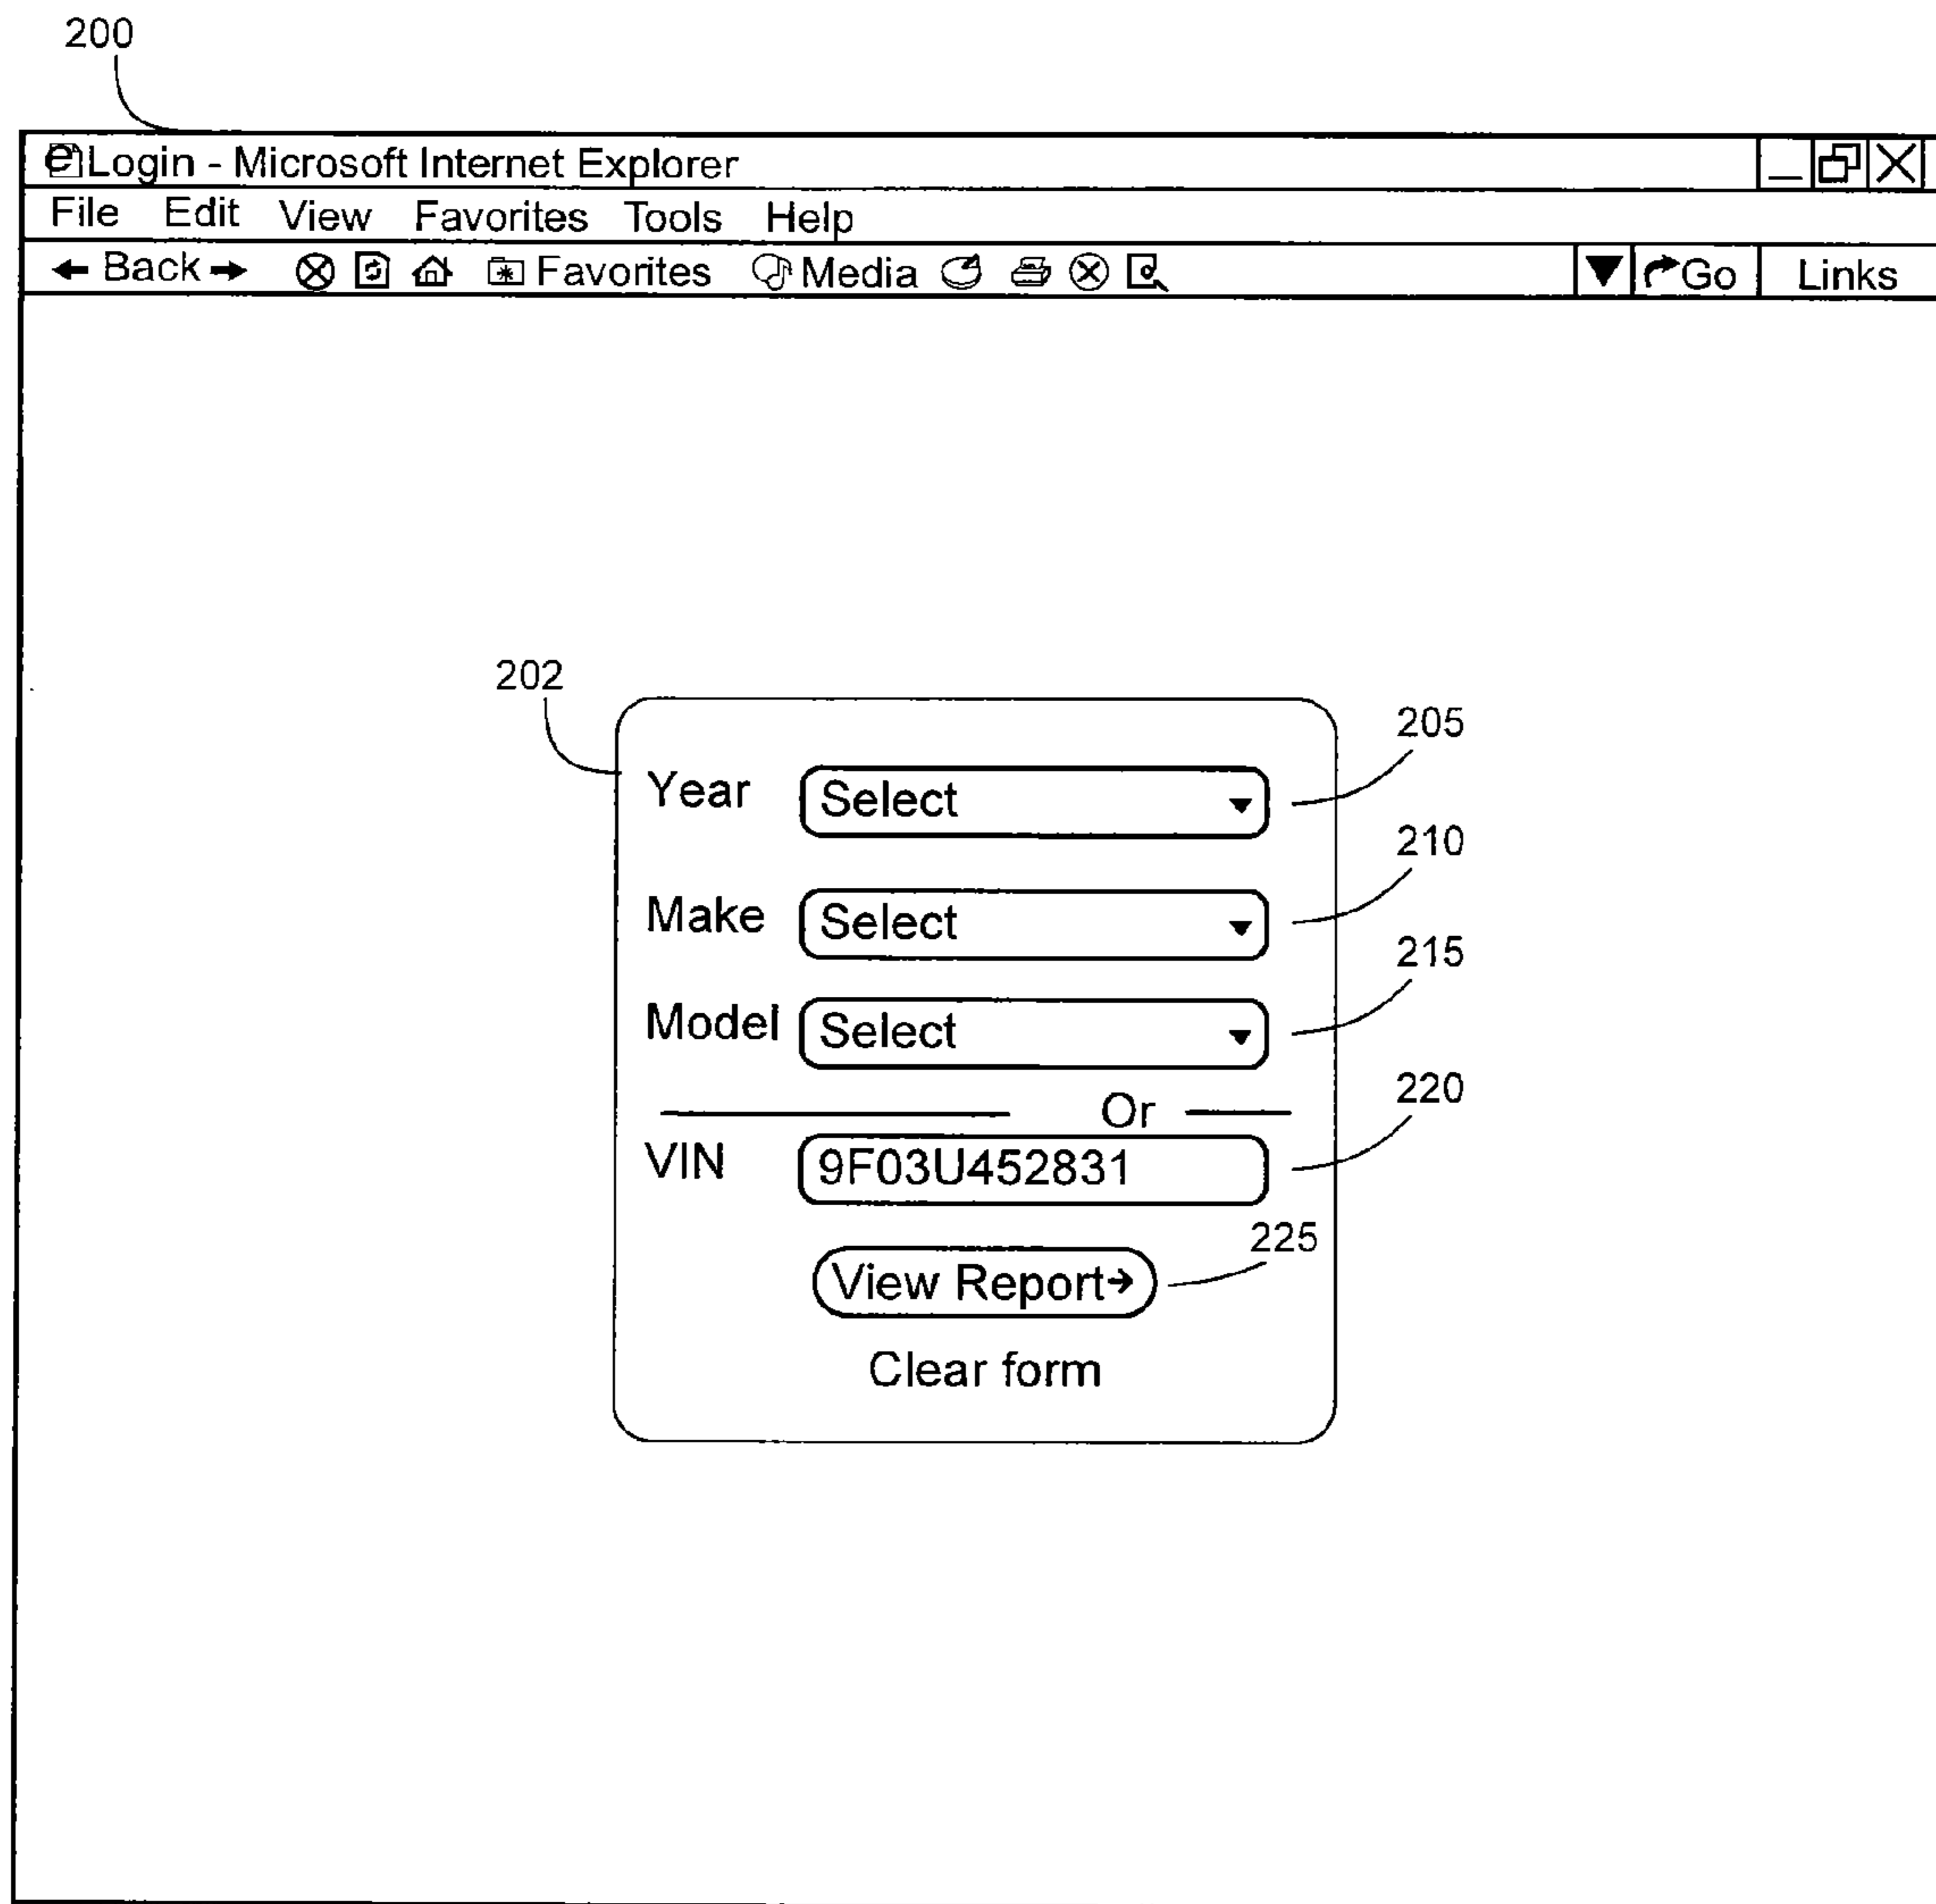 200
Login - Microsoft Internet Explorer
File Edit View Favorites Tools Help
Back Favorites Media Go Links
202
Year Select 205
Make Select 210
Model Select 215
Or
VIN 9F03U452831 220
View Report 225
Clear form